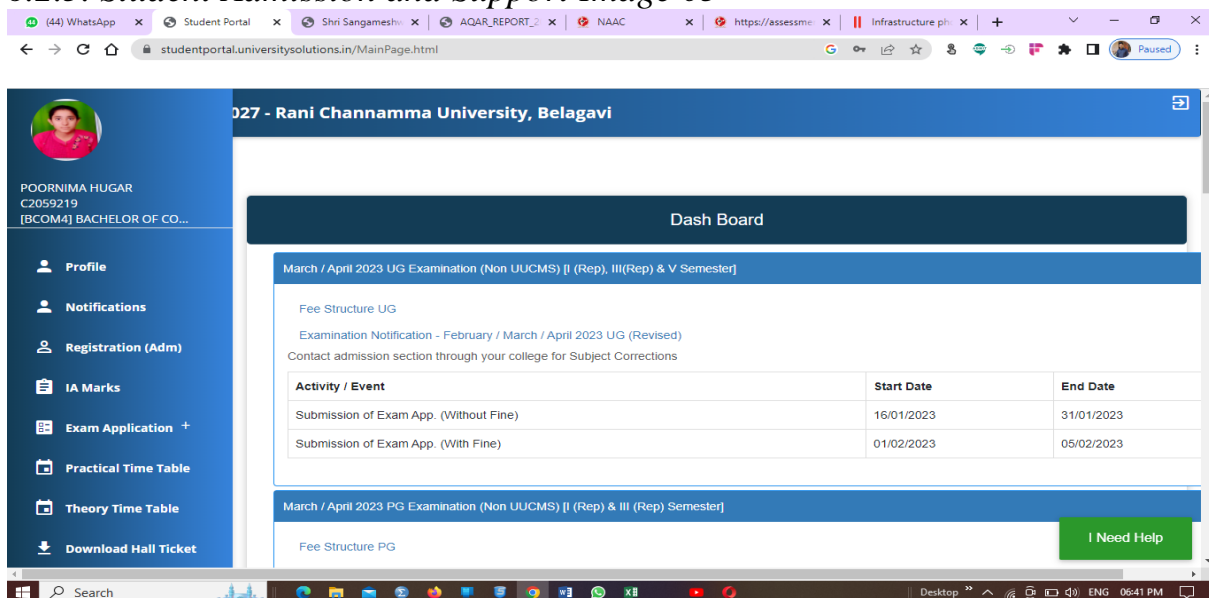 (44) WhatsApp
Student Portal
Shri Sangameshw
AQAR_REPORT_2
NAAC
https://assessme
Infrastructure ph
studentportal.universitysolutions.in/MainPage.html
Paused
027 - Rani Channamma University, Belagavi
POORNIMA HUGAR
C2059219
[BCOM4] BACHELOR OF CO...
Profile
Notifications
Registration (Adm)
IA Marks
Exam Application +
Practical Time Table
Theory Time Table
Download Hall Ticket
Dash Board
March / April 2023 UG Examination (Non UUCMS) [I (Rep), III(Rep) & V Semester]
Fee Structure UG
Examination Notification - February / March / April 2023 UG (Revised)
Contact admission section through your college for Subject Corrections
Activity / Event Start Date End Date
Submission of Exam App. (Without Fine) 16/01/2023 31/01/2023
Submission of Exam App. (With Fine) 01/02/2023 05/02/2023
March / April 2023 PG Examination (Non UUCMS) [I (Rep) & III (Rep) Semester]
Fee Structure PG
I Need Help
Search
Desktop
ENG 06:41 PM